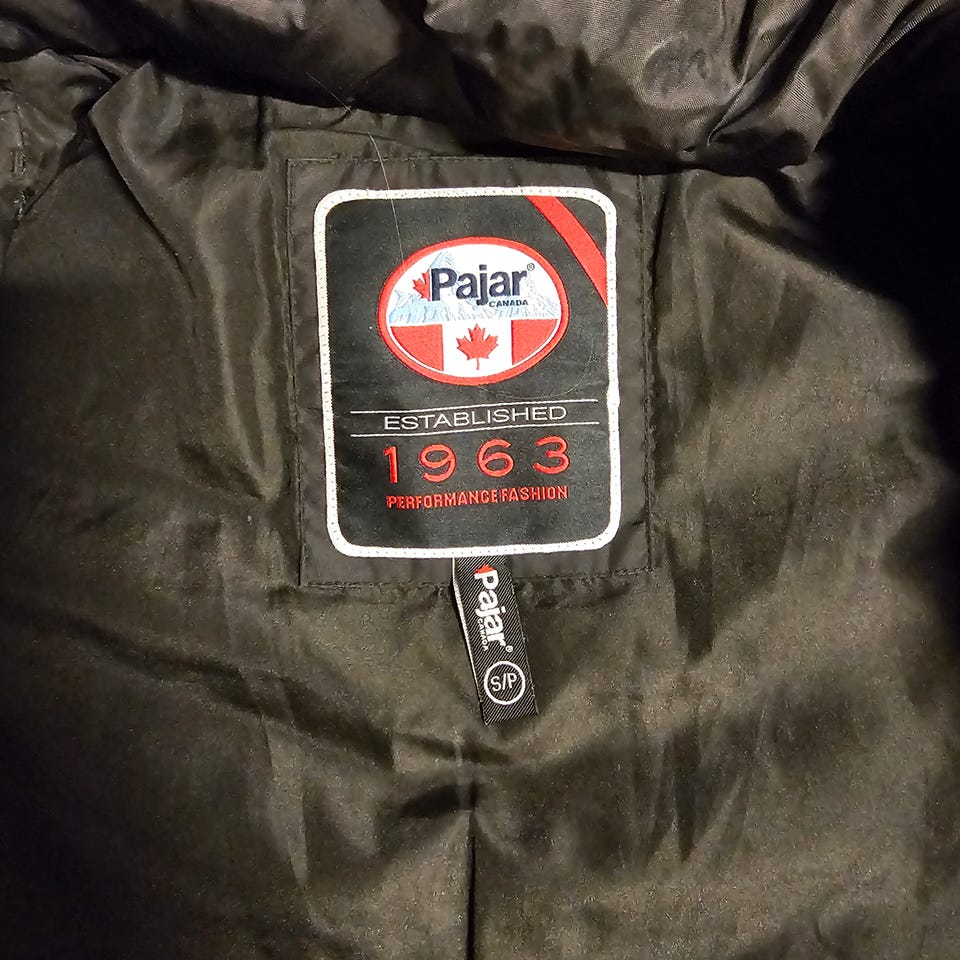 Pajar®
CANADA
ESTABLISHED
1963
PERFORMANCE FASHION
Pajar®
CANADA
S/P